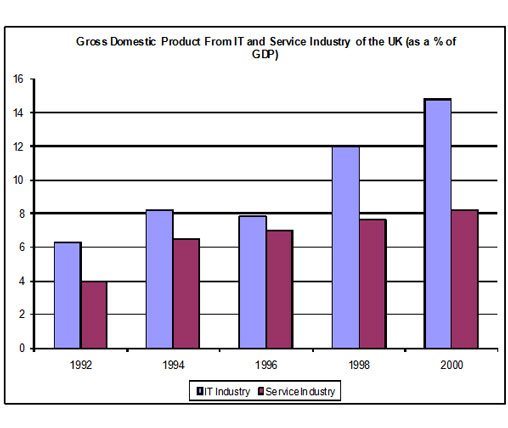 Gross Domestic Product From IT and Service Industry of the UK (as a % of
GDP)
16
14
12
10
8
6
4
2
0
1992 1994 1996 1998 2000
IT Industry Service Industry